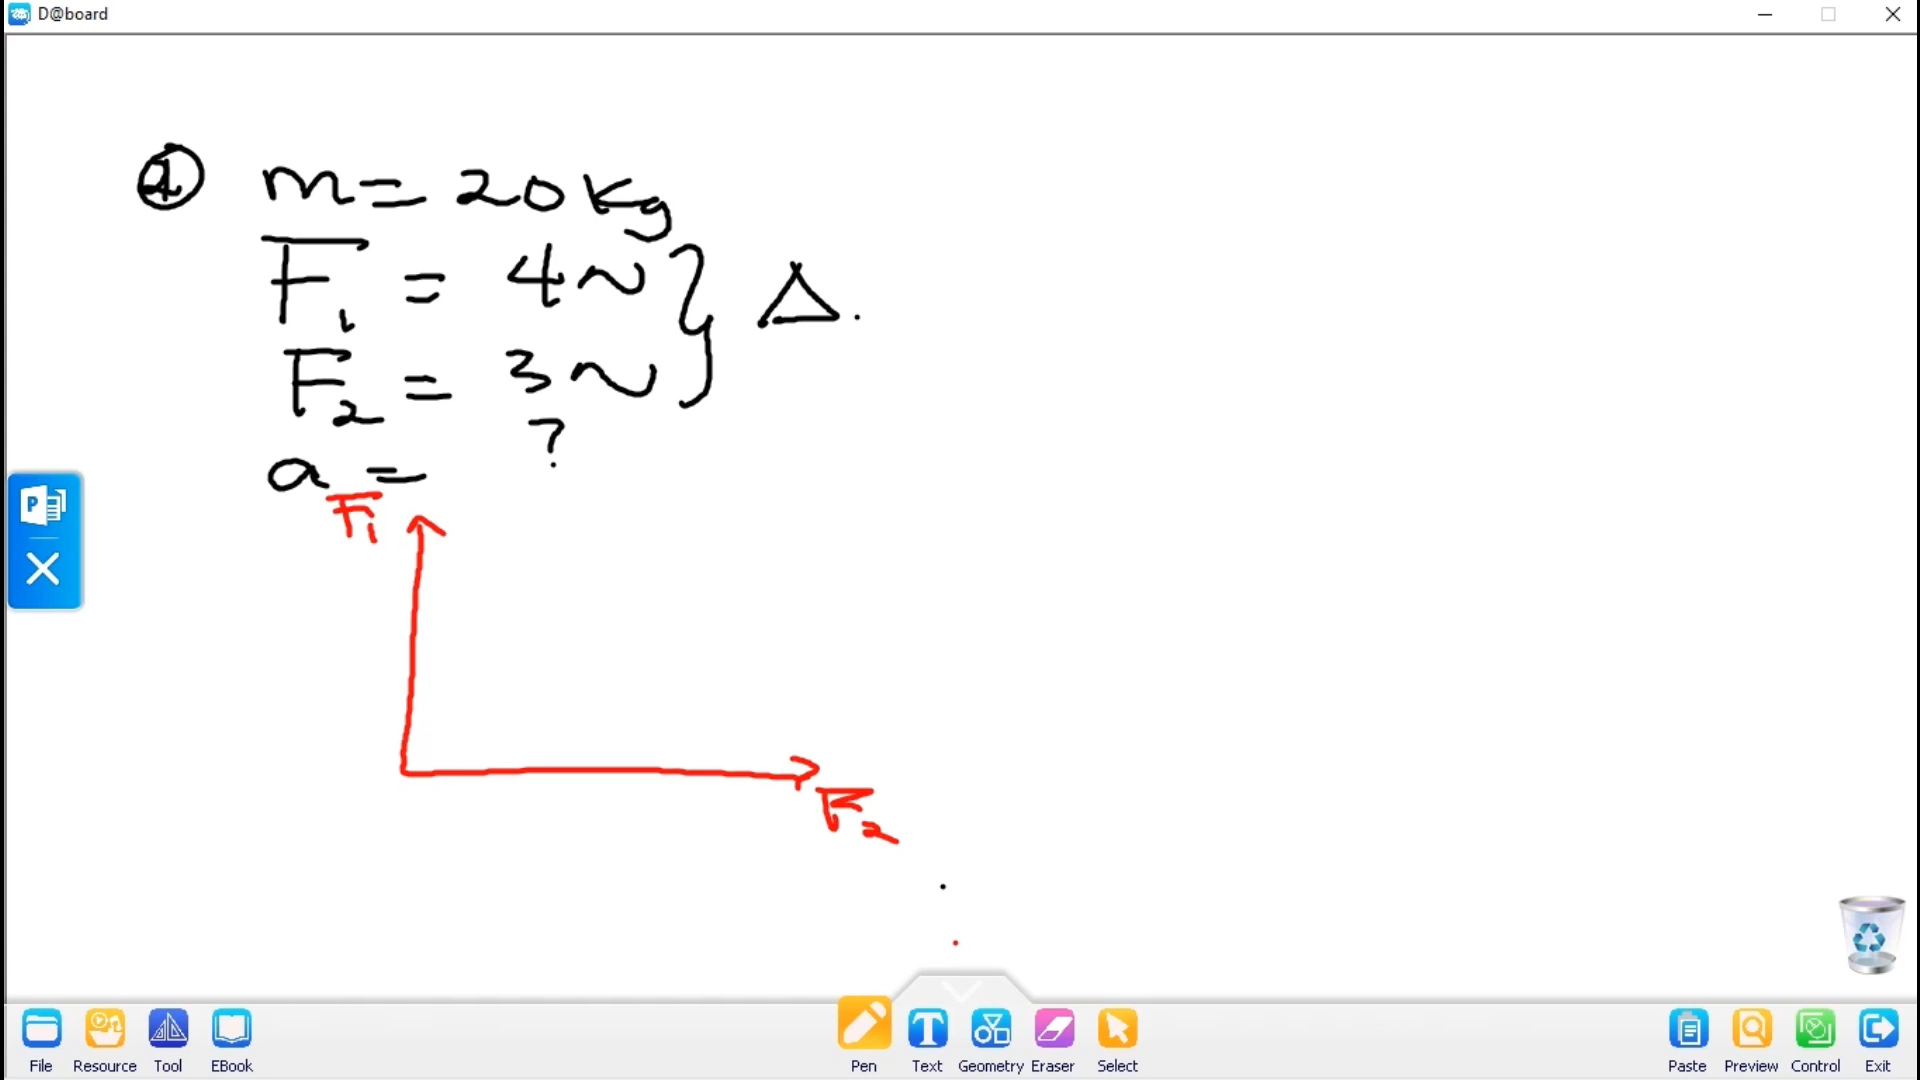 D@board
① m = 20 kg
F₁ = 4N } Δ.
F₂ = 3N
?
a =
F₁
F₂
P
File Resource Tool EBook Pen Text Geometry Eraser Select Paste Preview Control Exit